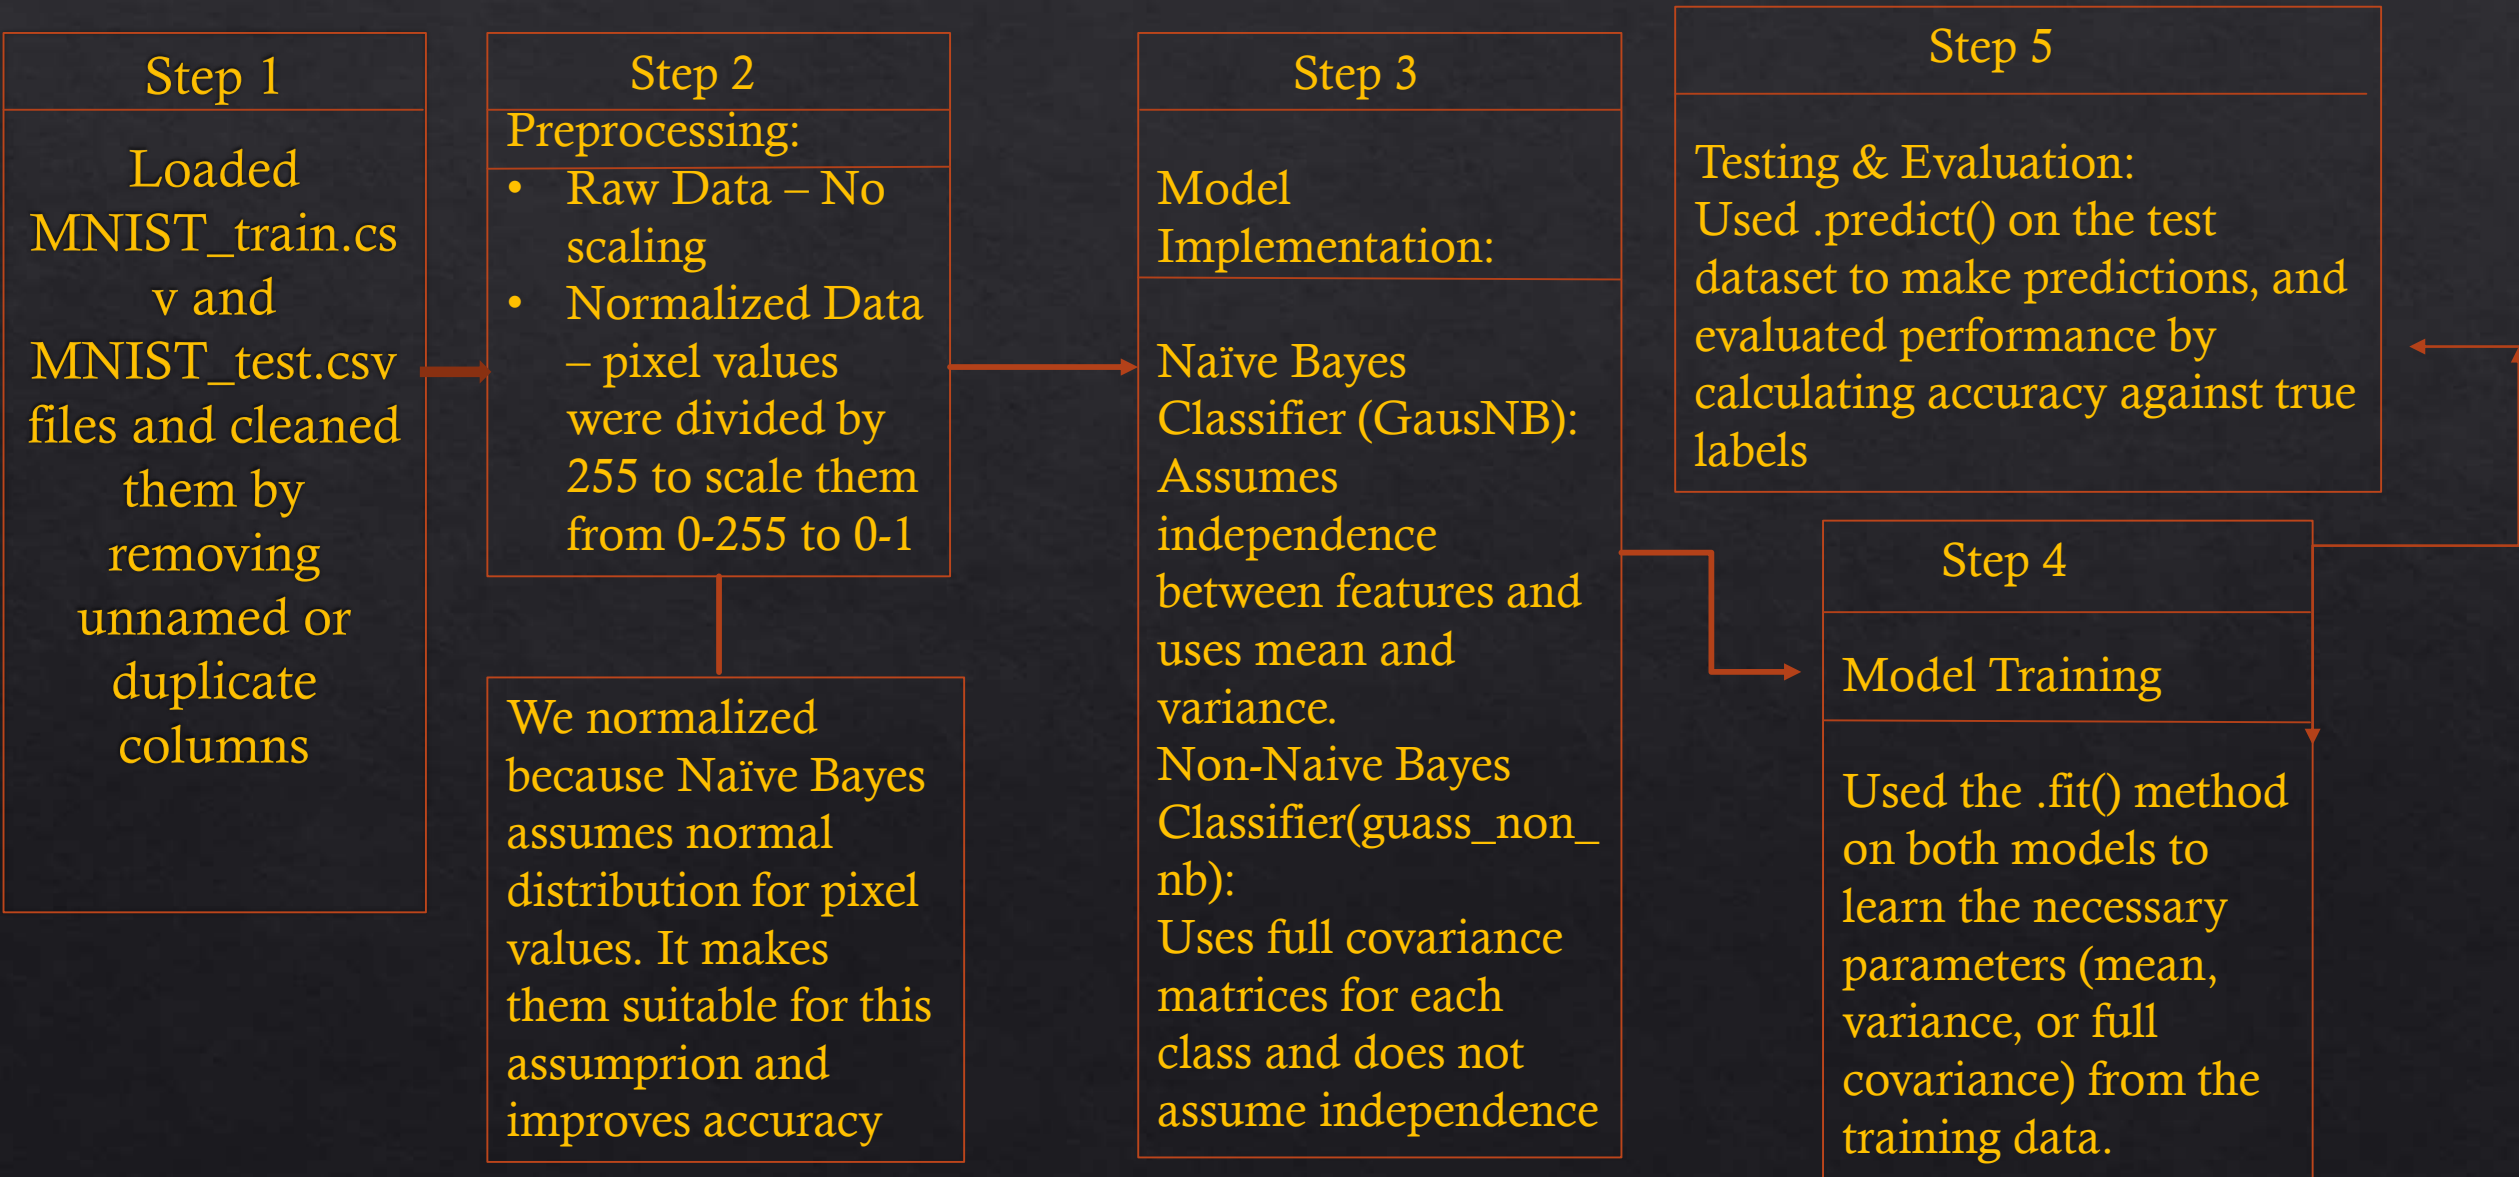 Step 1
Loaded
MNIST_train.cs
v and
MNIST_test.csv
files and cleaned
them by
removing
unnamed or
duplicate
columns
Step 2
Preprocessing:
• Raw Data – No
scaling
• Normalized Data
– pixel values
were divided by
255 to scale them
from 0-255 to 0-1
We normalized
because Naïve Bayes
assumes normal
distribution for pixel
values. It makes
them suitable for this
assumprion and
improves accuracy
Step 3
Model
Implementation:
Naïve Bayes
Classifier (GausNB):
Assumes
independence
between features and
uses mean and
variance.
Non-Naive Bayes
Classifier(guass_non_
nb):
Uses full covariance
matrices for each
class and does not
assume independence
Step 4
Model Training
Used the .fit() method
on both models to
learn the necessary
parameters (mean,
variance, or full
covariance) from the
training data.
Step 5
Testing & Evaluation:
Used .predict() on the test
dataset to make predictions, and
evaluated performance by
calculating accuracy against true
labels